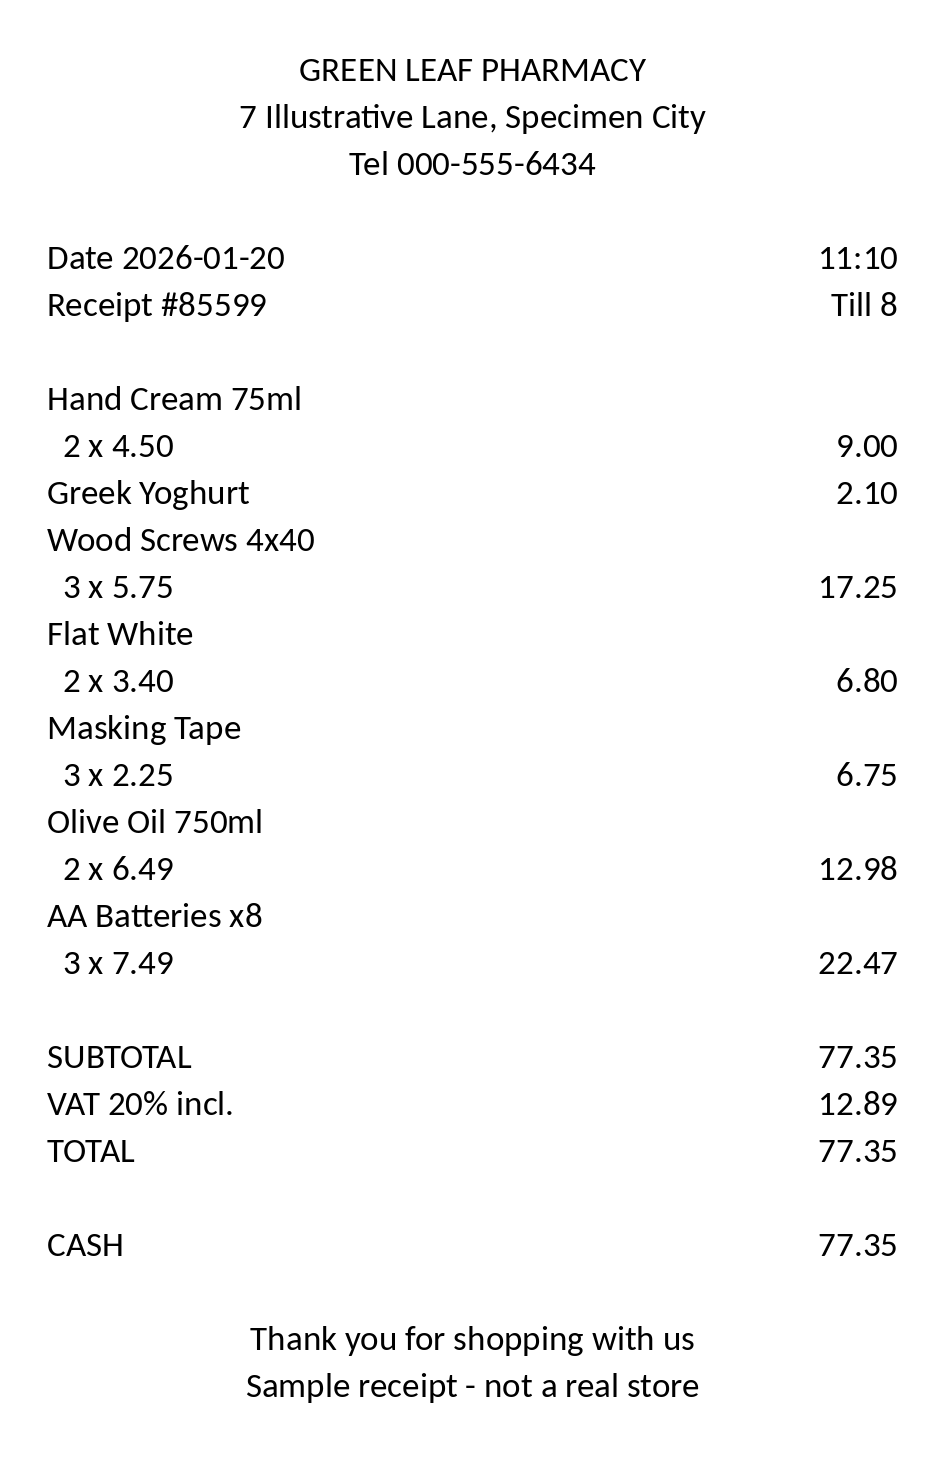 GREEN LEAF PHARMACY
7 Illustrative Lane, Specimen City
Tel 000-555-6434
Date 2026-01-20 11:10
Receipt #85599 Till 8
Hand Cream 75ml
2 x 4.50 9.00
Greek Yoghurt 2.10
Wood Screws 4x40
3 x 5.75 17.25
Flat White
2 x 3.40 6.80
Masking Tape
3 x 2.25 6.75
Olive Oil 750ml
2 x 6.49 12.98
AA Batteries x8
3 x 7.49 22.47
SUBTOTAL 77.35
VAT 20% incl. 12.89
TOTAL 77.35
CASH 77.35
Thank you for shopping with us
Sample receipt - not a real store